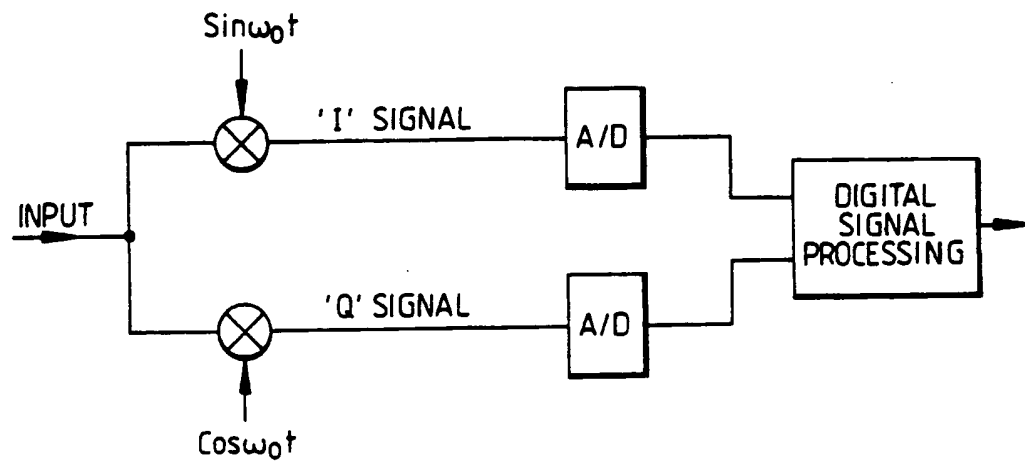 Sinω₀t
'I' SIGNAL
A/D
INPUT
DIGITAL
SIGNAL
PROCESSING
'Q' SIGNAL
A/D
Cosω₀t